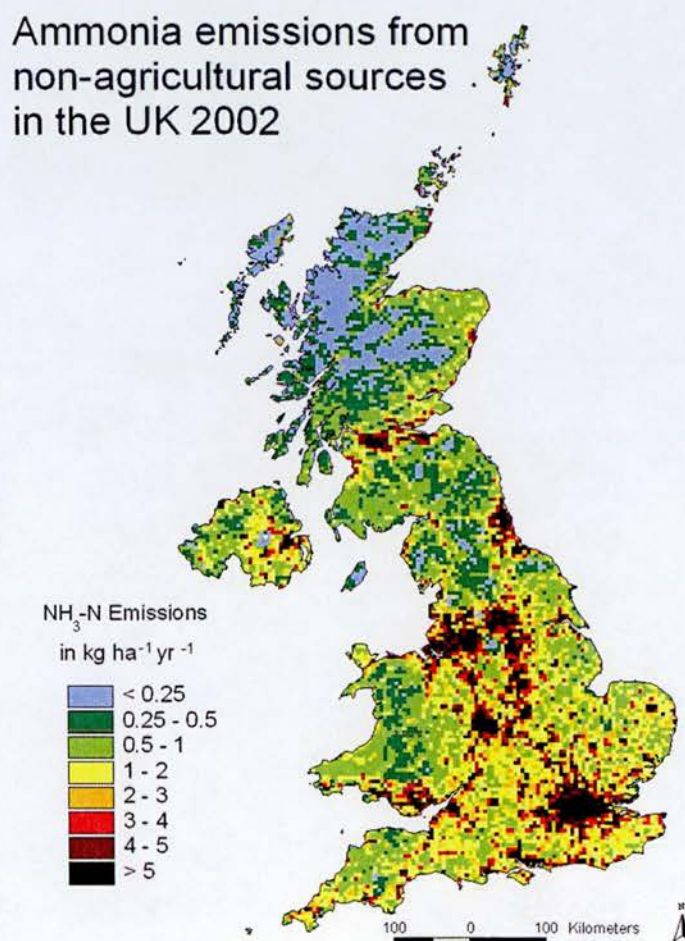 Ammonia emissions from
non-agricultural sources
in the UK 2002
NH₃-N Emissions
in kg ha⁻¹ yr ⁻¹
< 0.25
0.25 - 0.5
0.5 - 1
1 - 2
2 - 3
3 - 4
4 - 5
> 5
100 0 100 Kilometers
N